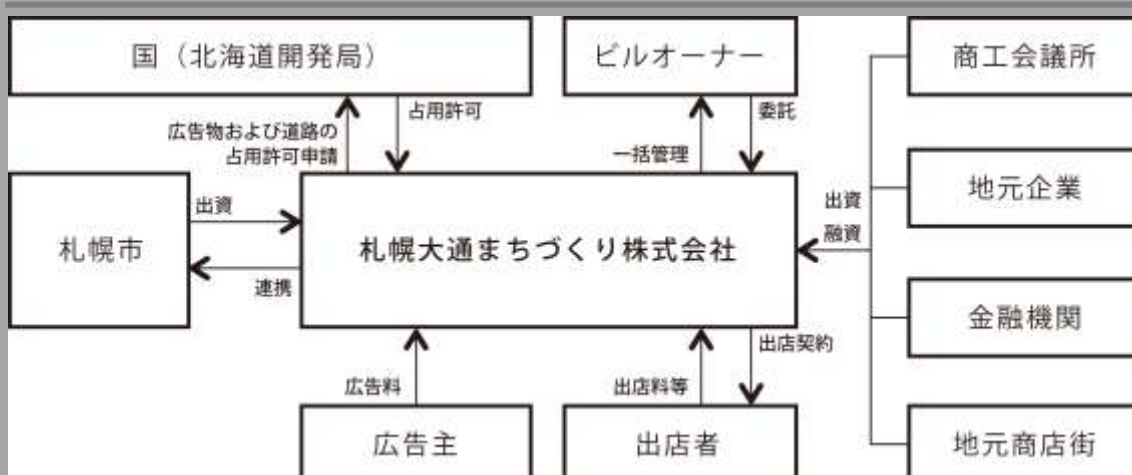 国（北海道開発局）
ビルオーナー
商工会議所
広告物および道路の
占用許可申請
占用許可
一括管理
委託
地元企業
札幌市
出資
連携
札幌大通まちづくり株式会社
出資
融資
金融機関
広告料
出店料等
出店契約
広告主
出店者
地元商店街